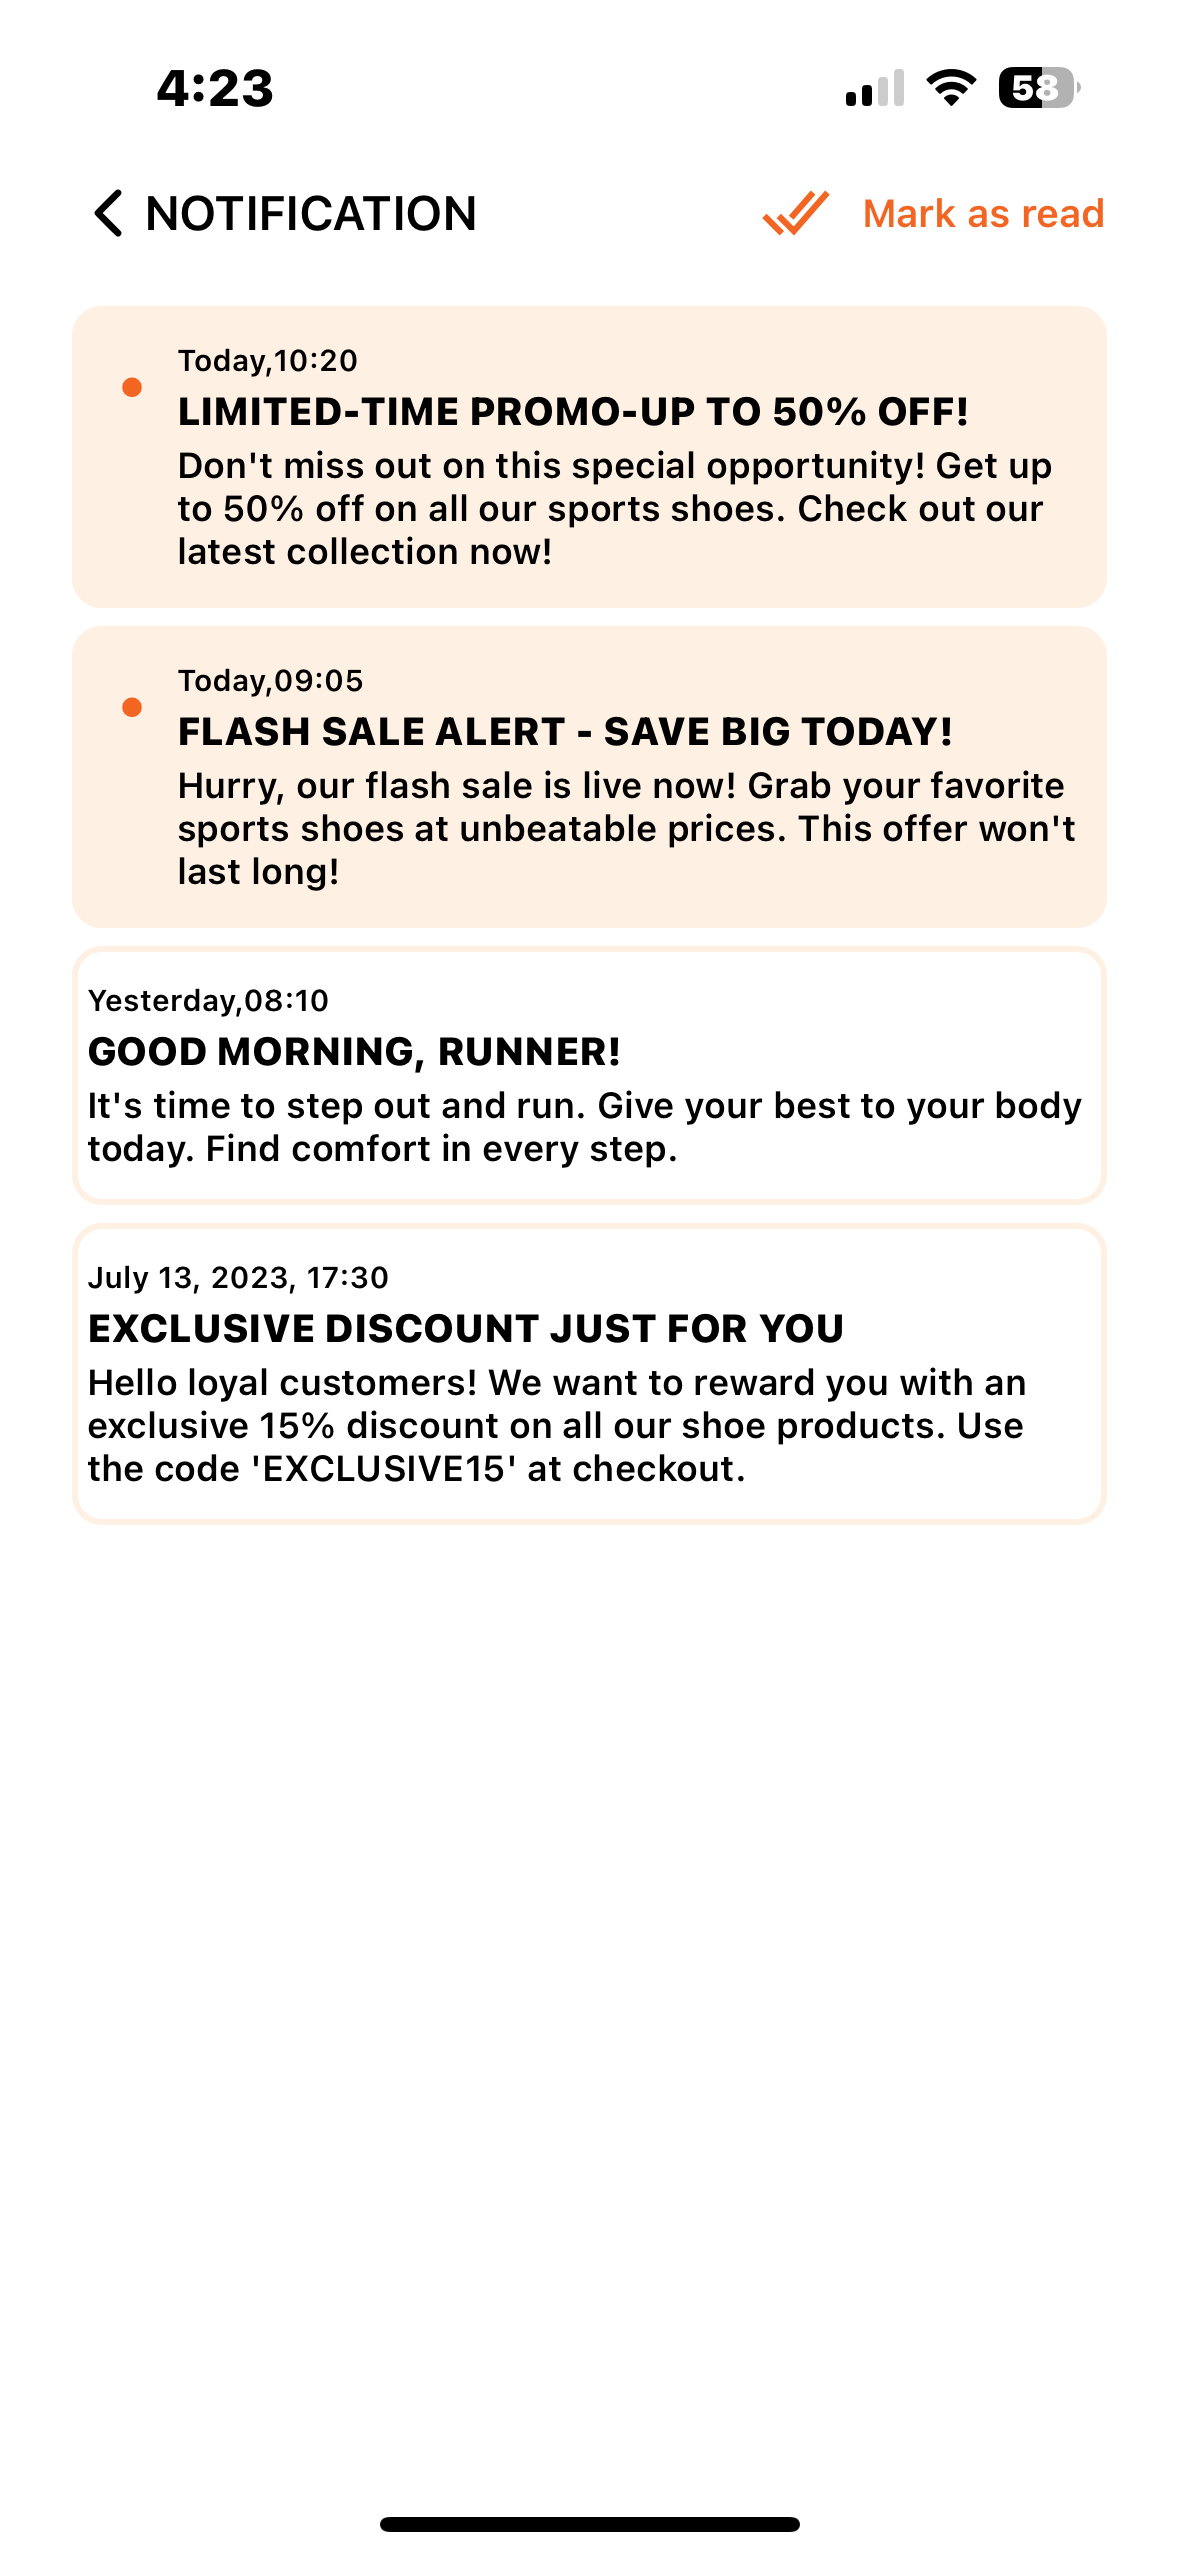 4:23
58
NOTIFICATION
Mark as read
Today,10:20
LIMITED-TIME PROMO-UP TO 50% OFF!
Don't miss out on this special opportunity! Get up
to 50% off on all our sports shoes. Check out our
latest collection now!
Today,09:05
FLASH SALE ALERT - SAVE BIG TODAY!
Hurry, our flash sale is live now! Grab your favorite
sports shoes at unbeatable prices. This offer won't
last long!
Yesterday,08:10
GOOD MORNING, RUNNER!
It's time to step out and run. Give your best to your body
today. Find comfort in every step.
July 13, 2023, 17:30
EXCLUSIVE DISCOUNT JUST FOR YOU
Hello loyal customers! We want to reward you with an
exclusive 15% discount on all our shoe products. Use
the code 'EXCLUSIVE15' at checkout.